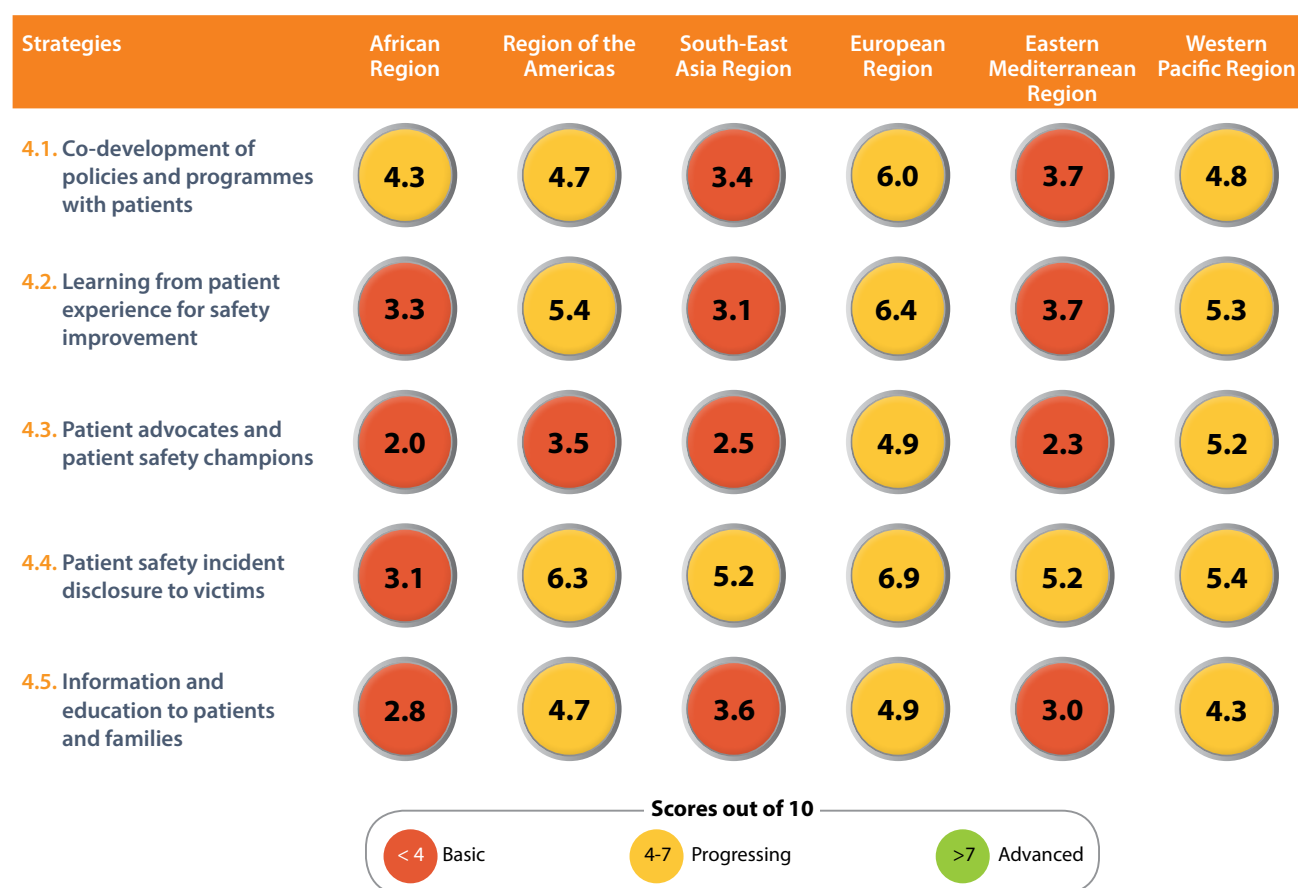 Strategies
African
Region
Region of the
Americas
South-East
Asia Region
European
Region
Eastern
Mediterranean
Region
Western
Pacific Region
4.1. Co-development of
policies and programmes
with patients
4.3 4.7 3.4 6.0 3.7 4.8
4.2. Learning from patient
experience for safety
improvement
3.3 5.4 3.1 6.4 3.7 5.3
4.3. Patient advocates and
patient safety champions
2.0 3.5 2.5 4.9 2.3 5.2
4.4. Patient safety incident
disclosure to victims
3.1 6.3 5.2 6.9 5.2 5.4
4.5. Information and
education to patients
and families
2.8 4.7 3.6 4.9 3.0 4.3
Scores out of 10
< 4 Basic 4-7 Progressing >7 Advanced